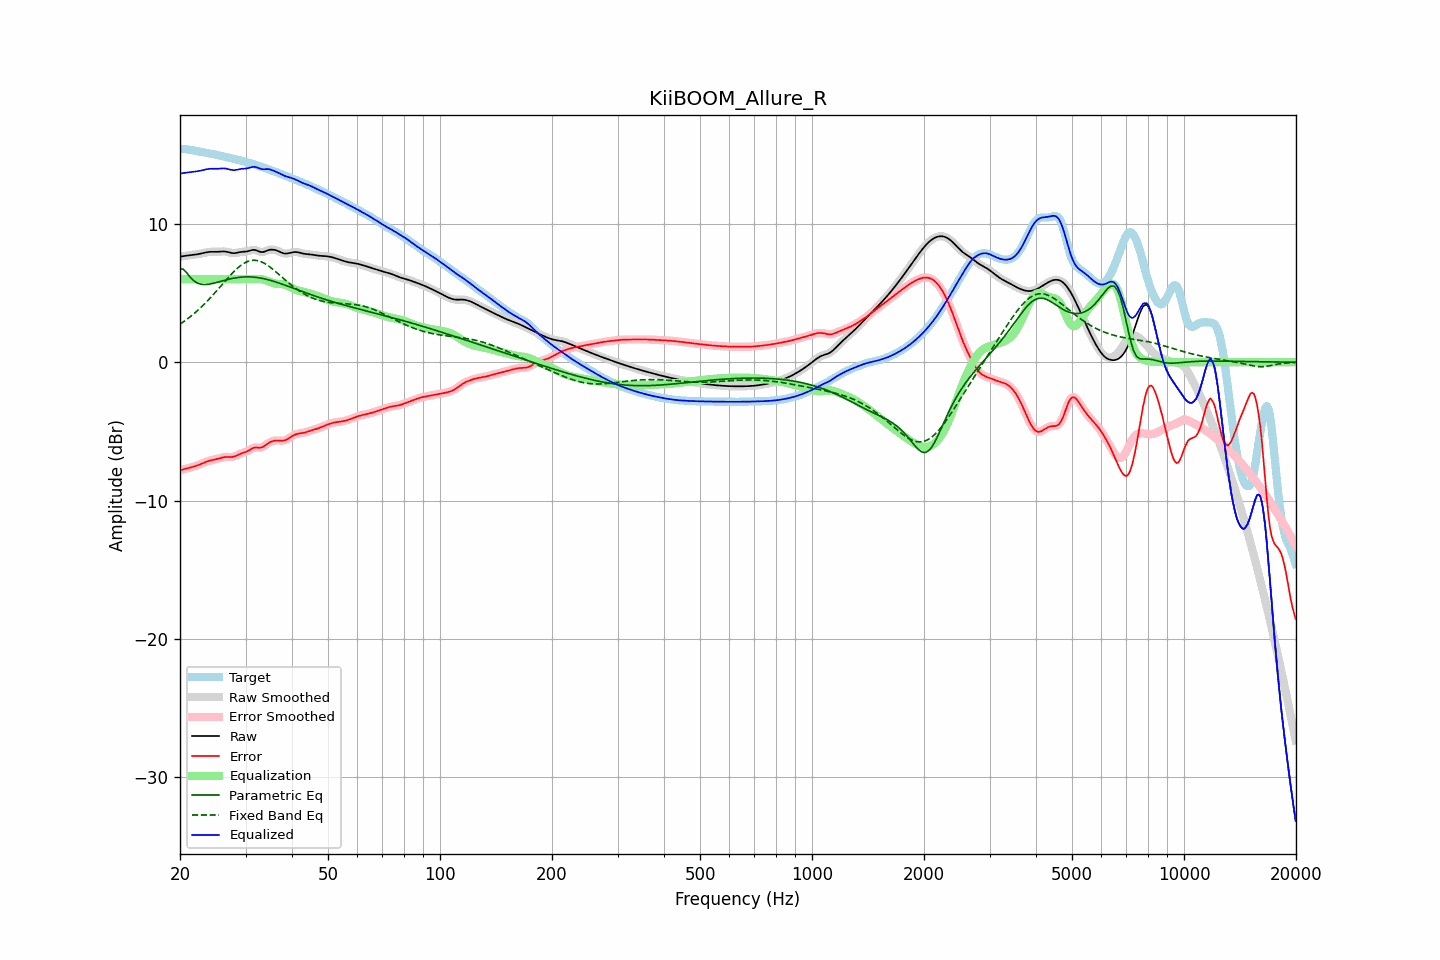 KiiBOOM_Allure_R
Amplitude (dBr)
10
0
−10
−20
−30
Target
Raw Smoothed
Error Smoothed
Raw
Error
Equalization
Parametric Eq
Fixed Band Eq
Equalized
20 50 100 200 500 1000 2000 5000 10000 20000
Frequency (Hz)